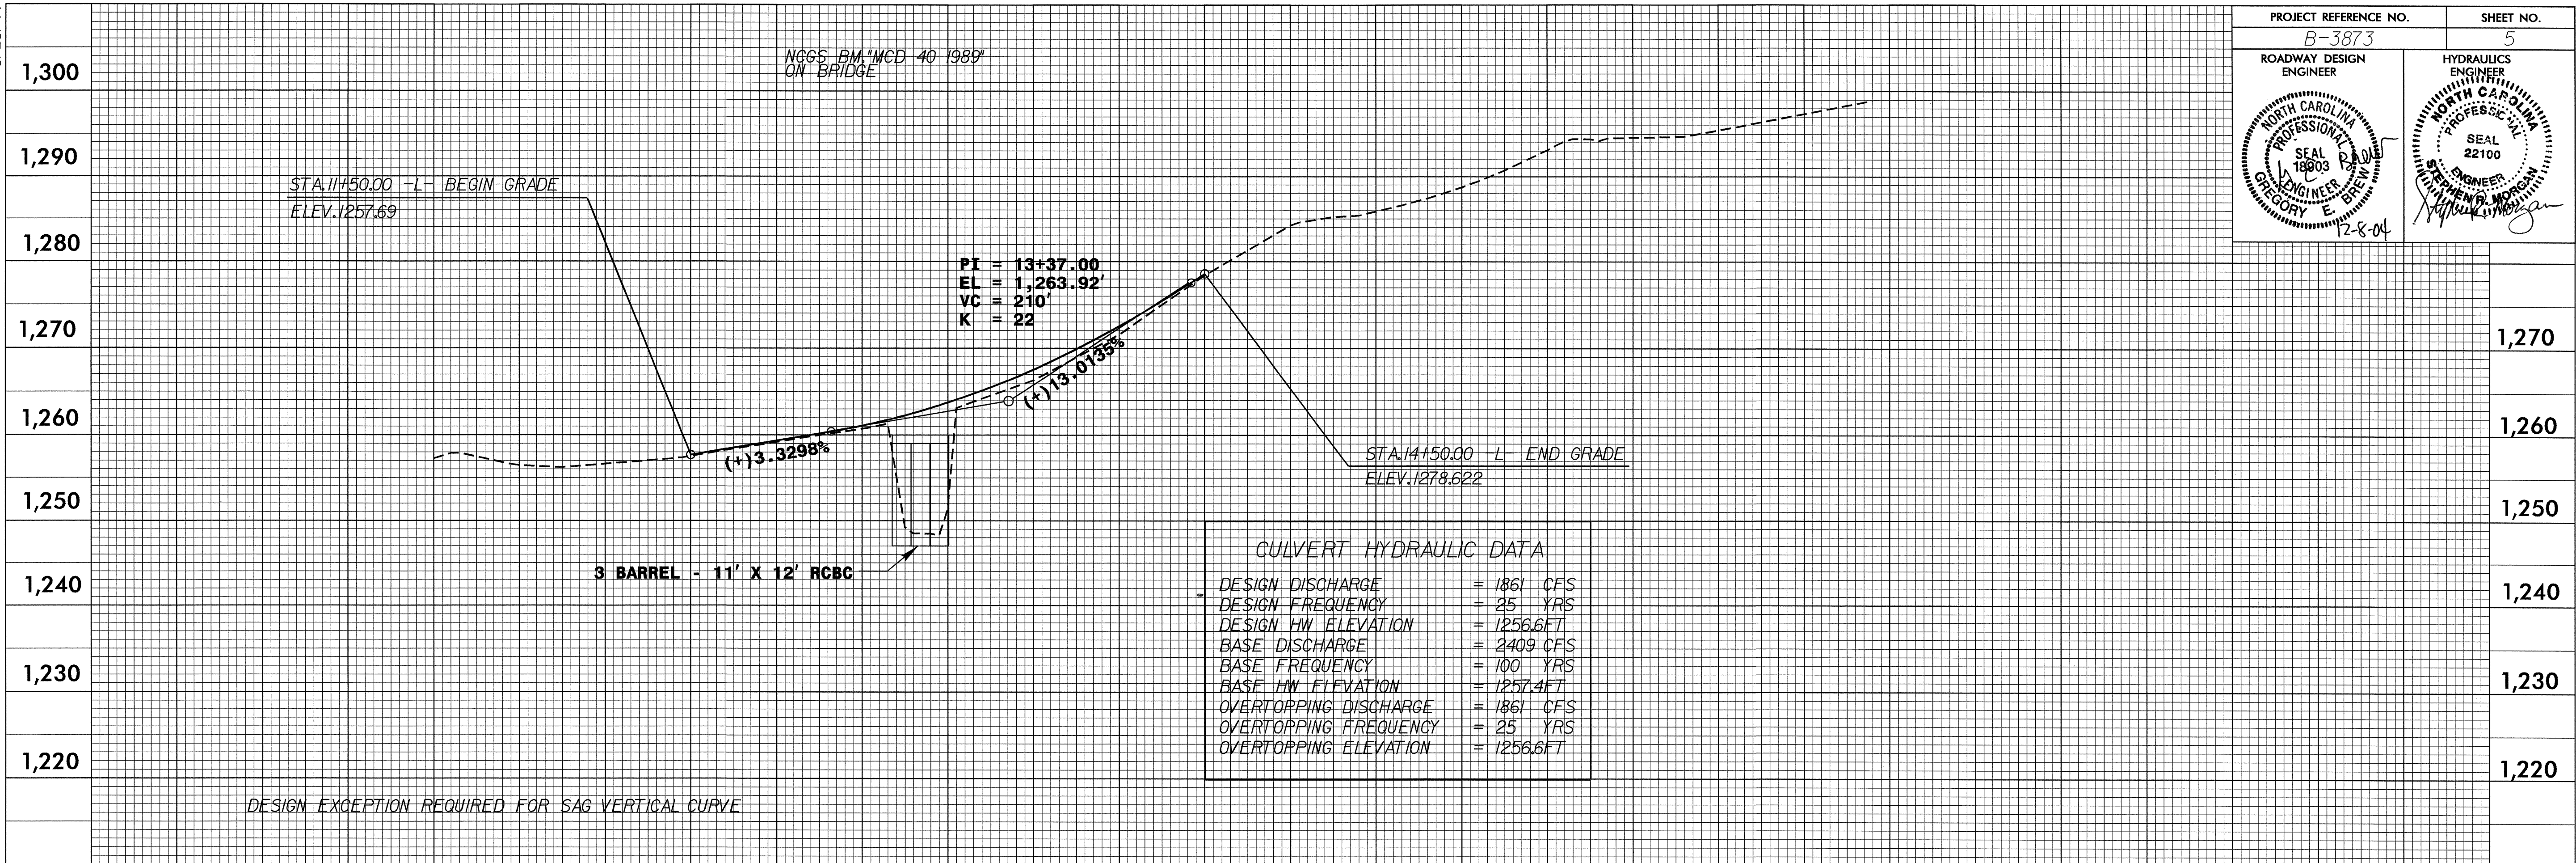 PROJECT REFERENCE NO.
SHEET NO.
B-3873
5
ROADWAY DESIGN
ENGINEER
HYDRAULICS
ENGINEER
NORTH CAROLINA
PROFESSIONAL
SEAL
18903
ENGINEER
GREGORY E. BREW
12-8-04
NORTH CAROLINA
PROFESSIONAL
SEAL
22100
ENGINEER
STEPHEN R. MORGAN
1,300
1,290
1,280
1,270
1,260
1,250
1,240
1,230
1,220
NCGS BM."MCD 40 1989"
ON BRIDGE
STA.11+50.00 -L- BEGIN GRADE
ELEV.1257.69
PI = 13+37.00
EL = 1,263.92'
VC = 210'
K = 22
(+)3.3298%
(+)13.0135%
STA.14+50.00 -L- END GRADE
ELEV.1278.622
3 BARREL - 11' X 12' RCBC
CULVERT HYDRAULIC DATA
DESIGN DISCHARGE = 1861 CFS
DESIGN FREQUENCY = 25 YRS
DESIGN HW ELEVATION = 1256.6FT
BASE DISCHARGE = 2409 CFS
BASE FREQUENCY = 100 YRS
BASE HW ELEVATION = 1257.4FT
OVERTOPPING DISCHARGE = 1861 CFS
OVERTOPPING FREQUENCY = 25 YRS
OVERTOPPING ELEVATION = 1256.6FT
DESIGN EXCEPTION REQUIRED FOR SAG VERTICAL CURVE
1,270
1,260
1,250
1,240
1,230
1,220